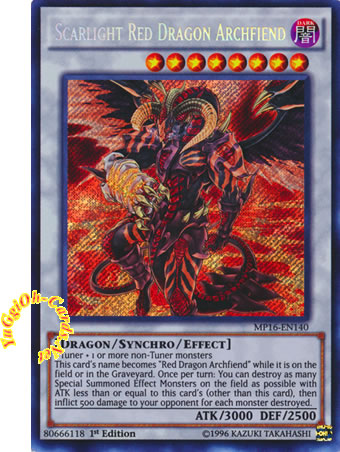 Scarlight Red Dragon Archfiend
DARK
闇
MP16-EN140
[DRAGON/SYNCHRO/EFFECT]
1 Tuner + 1 or more non-Tuner monsters
This card's name becomes "Red Dragon Archfiend" while it is on
the field or in the Graveyard. Once per turn: You can destroy as many
Special Summoned Effect Monsters on the field as possible with
ATK less than or equal to this card's (other than this card), then
inflict 500 damage to your opponent for each monster destroyed.
ATK/3000 DEF/2500
80666118 1st Edition ©1996 KAZUKI TAKAHASHI